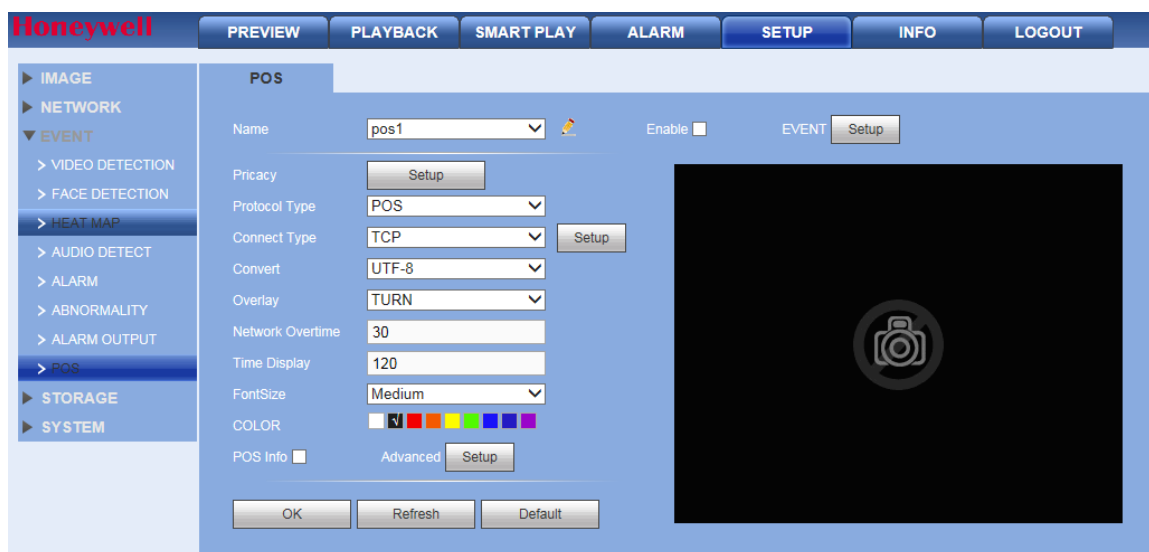 Honeywell
PREVIEW PLAYBACK SMART PLAY ALARM SETUP INFO LOGOUT
IMAGE
NETWORK
EVENT
> VIDEO DETECTION
> FACE DETECTION
> HEAT MAP
> AUDIO DETECT
> ALARM
> ABNORMALITY
> ALARM OUTPUT
> POS
STORAGE
SYSTEM
POS
Name pos1 Enable EVENT Setup
Pricacy Setup
Protocol Type POS
Connect Type TCP Setup
Convert UTF-8
Overlay TURN
Network Overtime 30
Time Display 120
FontSize Medium
COLOR √
POS Info Advanced Setup
OK Refresh Default